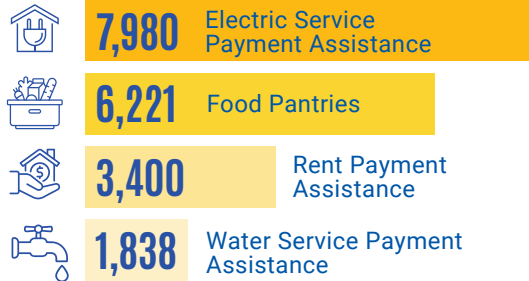 7,980
Electric Service
Payment Assistance
6,221
Food Pantries
3,400
Rent Payment
Assistance
1,838
Water Service Payment
Assistance